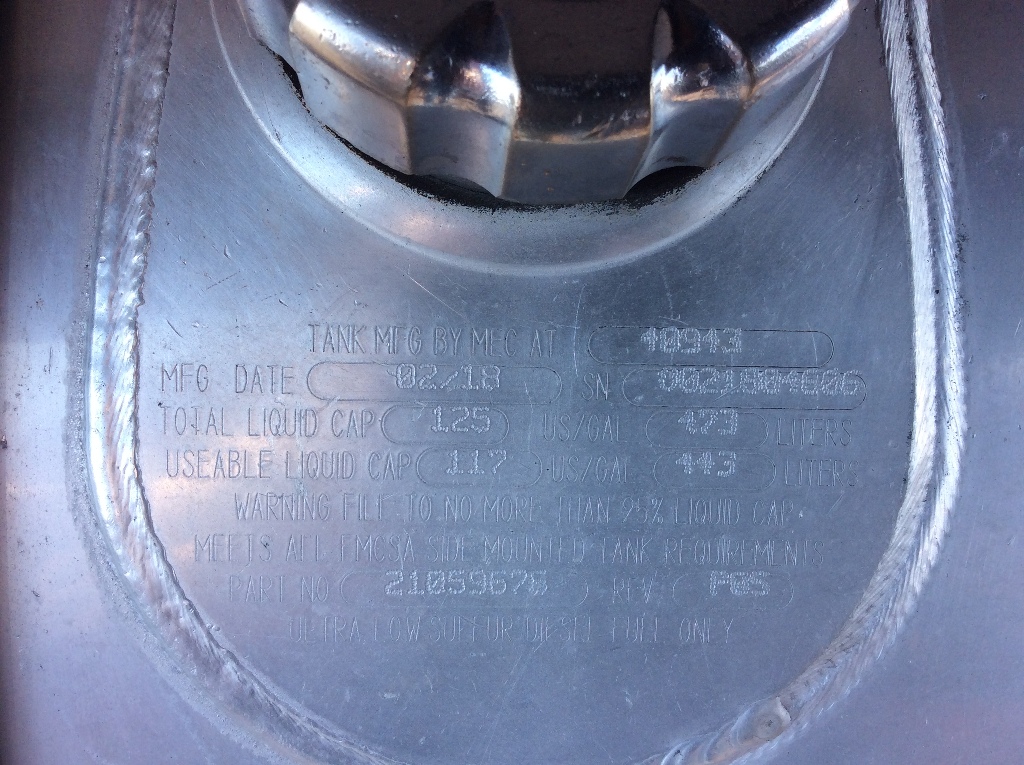 TANK MFG BY MEC AT 40943
MFG DATE 02/18 SN 0021804606
TOTAL LIQUID CAP 125 US/GAL 473 LITERS
USEABLE LIQUID CAP 117 US/GAL 443 LITERS
WARNING FILL TO NO MORE THAN 95% LIQUID CAP
MEETS ALL FMCSA SIDE MOUNTED TANK REQUIREMENTS
PART NO 21059678 REV P05
ULTRA LOW SULFUR DIESEL FUEL ONLY